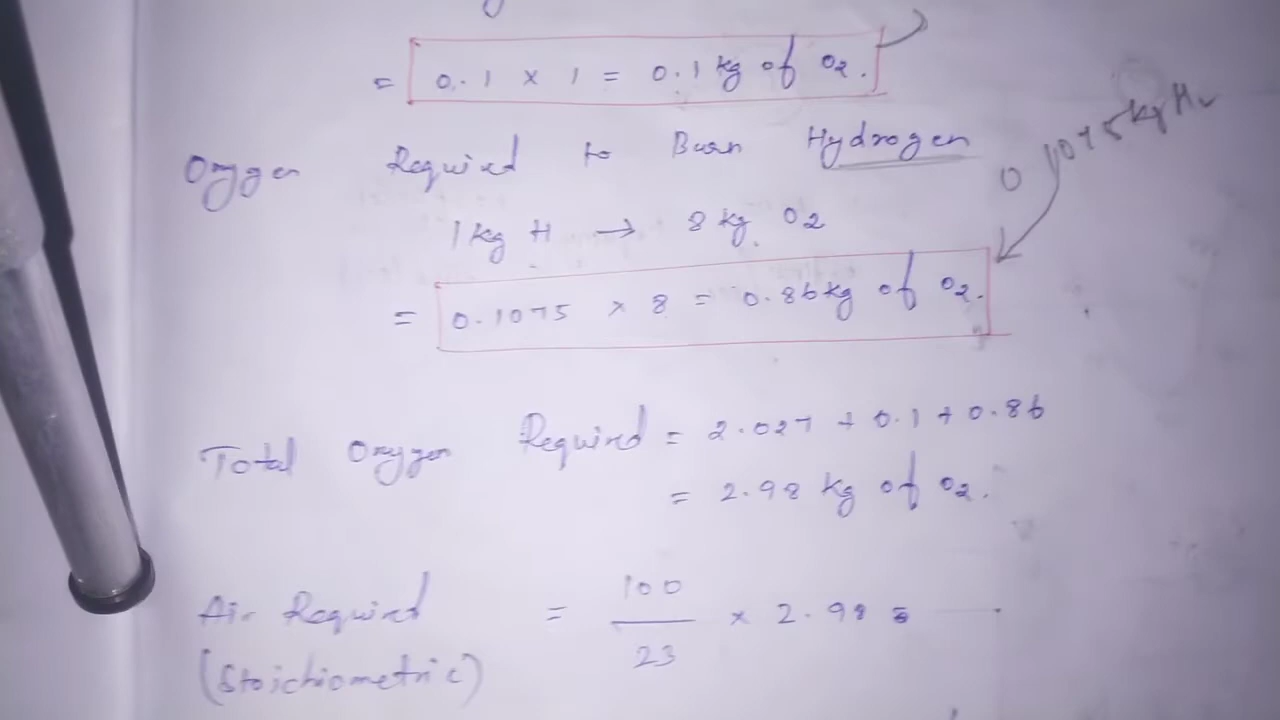 = 0.1 × 1 = 0.1 kg of O2.
Oxygen Required to Burn Hydrogen
1 kg H → 8 kg O2
0.1075 kg H2
= 0.1075 × 8 = 0.86 kg of O2.
Total Oxygen Required = 2.027 + 0.1 + 0.86
= 2.98 kg of O2.
Air Required (Stoichiometric) = 100/23 × 2.98 =